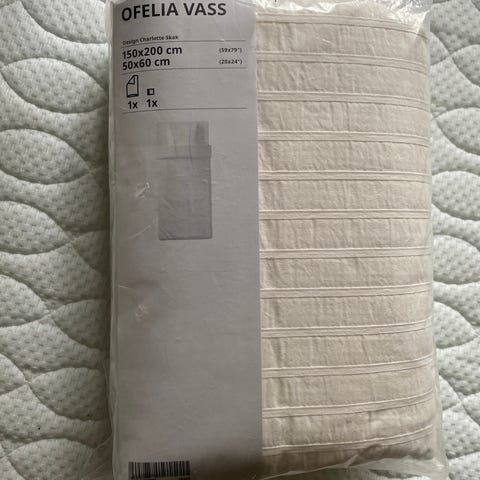 OFELIA VASS
Design Charlotte Skak
150x200 cm (59x79")
50x60 cm (20x24")
1x 1x